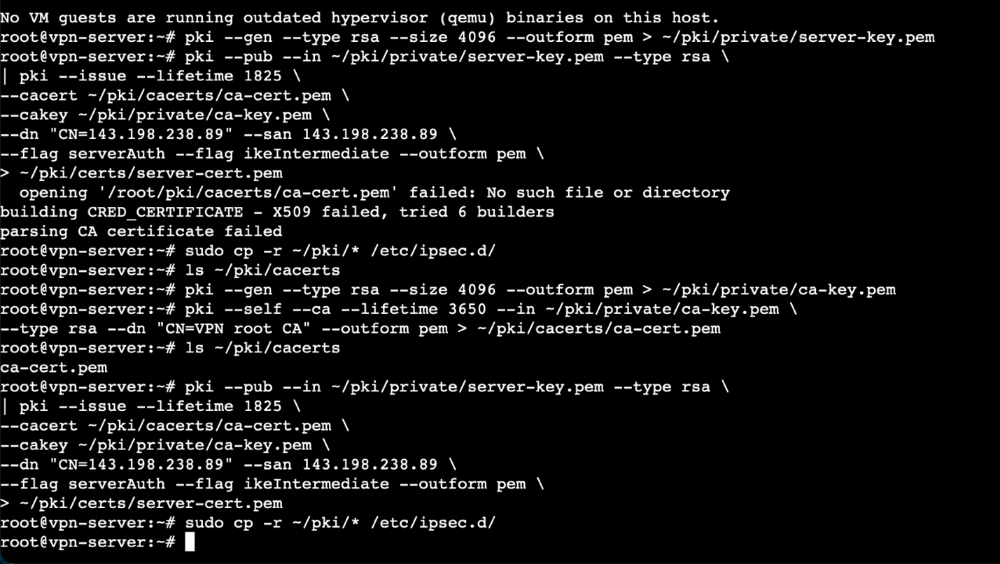 No VM guests are running outdated hypervisor (qemu) binaries on this host.
root@vpn-server:~# pki --gen --type rsa --size 4096 --outform pem > ~/pki/private/server-key.pem
root@vpn-server:~# pki --pub --in ~/pki/private/server-key.pem --type rsa \
| pki --issue --lifetime 1825 \
--cacert ~/pki/cacerts/ca-cert.pem \
--cakey ~/pki/private/ca-key.pem \
--dn "CN=143.198.238.89" --san 143.198.238.89 \
--flag serverAuth --flag ikeIntermediate --outform pem \
> ~/pki/certs/server-cert.pem
  opening '/root/pki/cacerts/ca-cert.pem' failed: No such file or directory
building CRED_CERTIFICATE - X509 failed, tried 6 builders
parsing CA certificate failed
root@vpn-server:~# sudo cp -r ~/pki/* /etc/ipsec.d/
root@vpn-server:~# ls ~/pki/cacerts
root@vpn-server:~# pki --gen --type rsa --size 4096 --outform pem > ~/pki/private/ca-key.pem
root@vpn-server:~# pki --self --ca --lifetime 3650 --in ~/pki/private/ca-key.pem \
--type rsa --dn "CN=VPN root CA" --outform pem > ~/pki/cacerts/ca-cert.pem
root@vpn-server:~# ls ~/pki/cacerts
ca-cert.pem
root@vpn-server:~# pki --pub --in ~/pki/private/server-key.pem --type rsa \
| pki --issue --lifetime 1825 \
--cacert ~/pki/cacerts/ca-cert.pem \
--cakey ~/pki/private/ca-key.pem \
--dn "CN=143.198.238.89" --san 143.198.238.89 \
--flag serverAuth --flag ikeIntermediate --outform pem \
> ~/pki/certs/server-cert.pem
root@vpn-server:~# sudo cp -r ~/pki/* /etc/ipsec.d/
root@vpn-server:~#